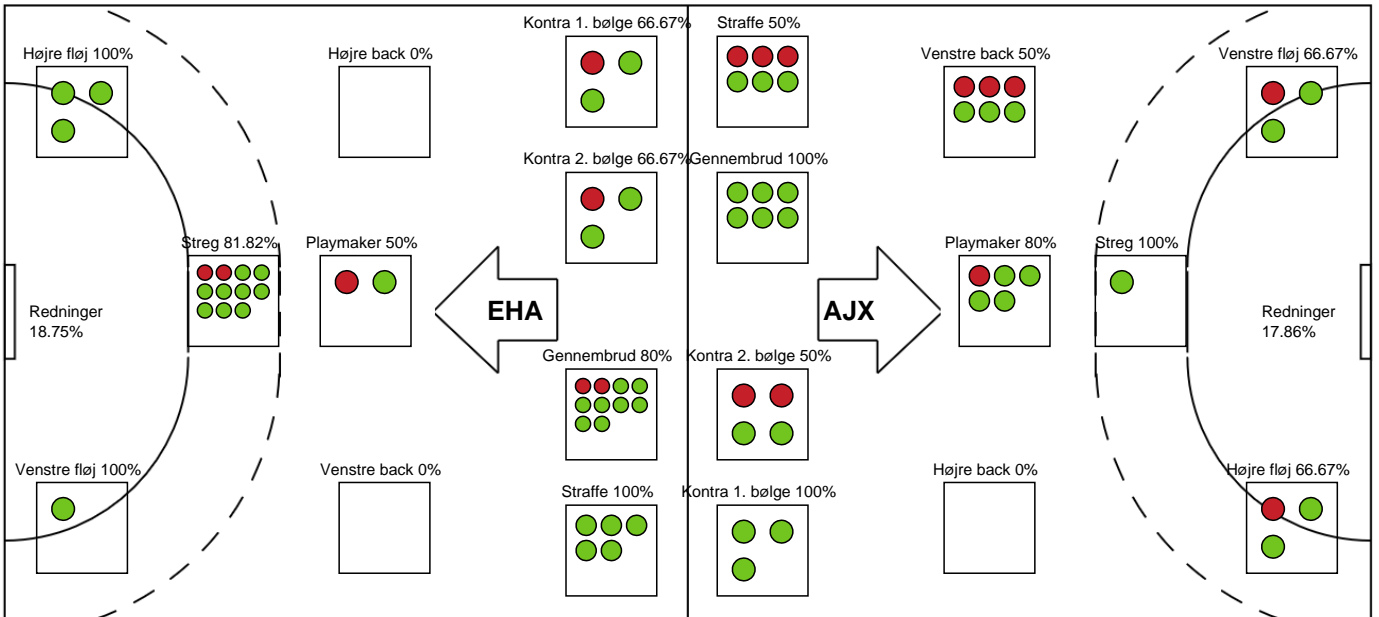 Kontra 1. bølge 66.67%
Straffe 50%
Højre fløj 100%
Højre back 0%
Venstre back 50%
Venstre fløj 66.67%
Kontra 2. bølge 66.67%
Gennembrud 100%
Streg 81.82%
Playmaker 50%
Playmaker 80%
Streg 100%
Redninger
18.75%
EHA
AJX
Redninger
17.86%
Gennembrud 80%
Kontra 2. bølge 50%
Venstre fløj 100%
Venstre back 0%
Højre back 0%
Højre fløj 66.67%
Straffe 100%
Kontra 1. bølge 100%